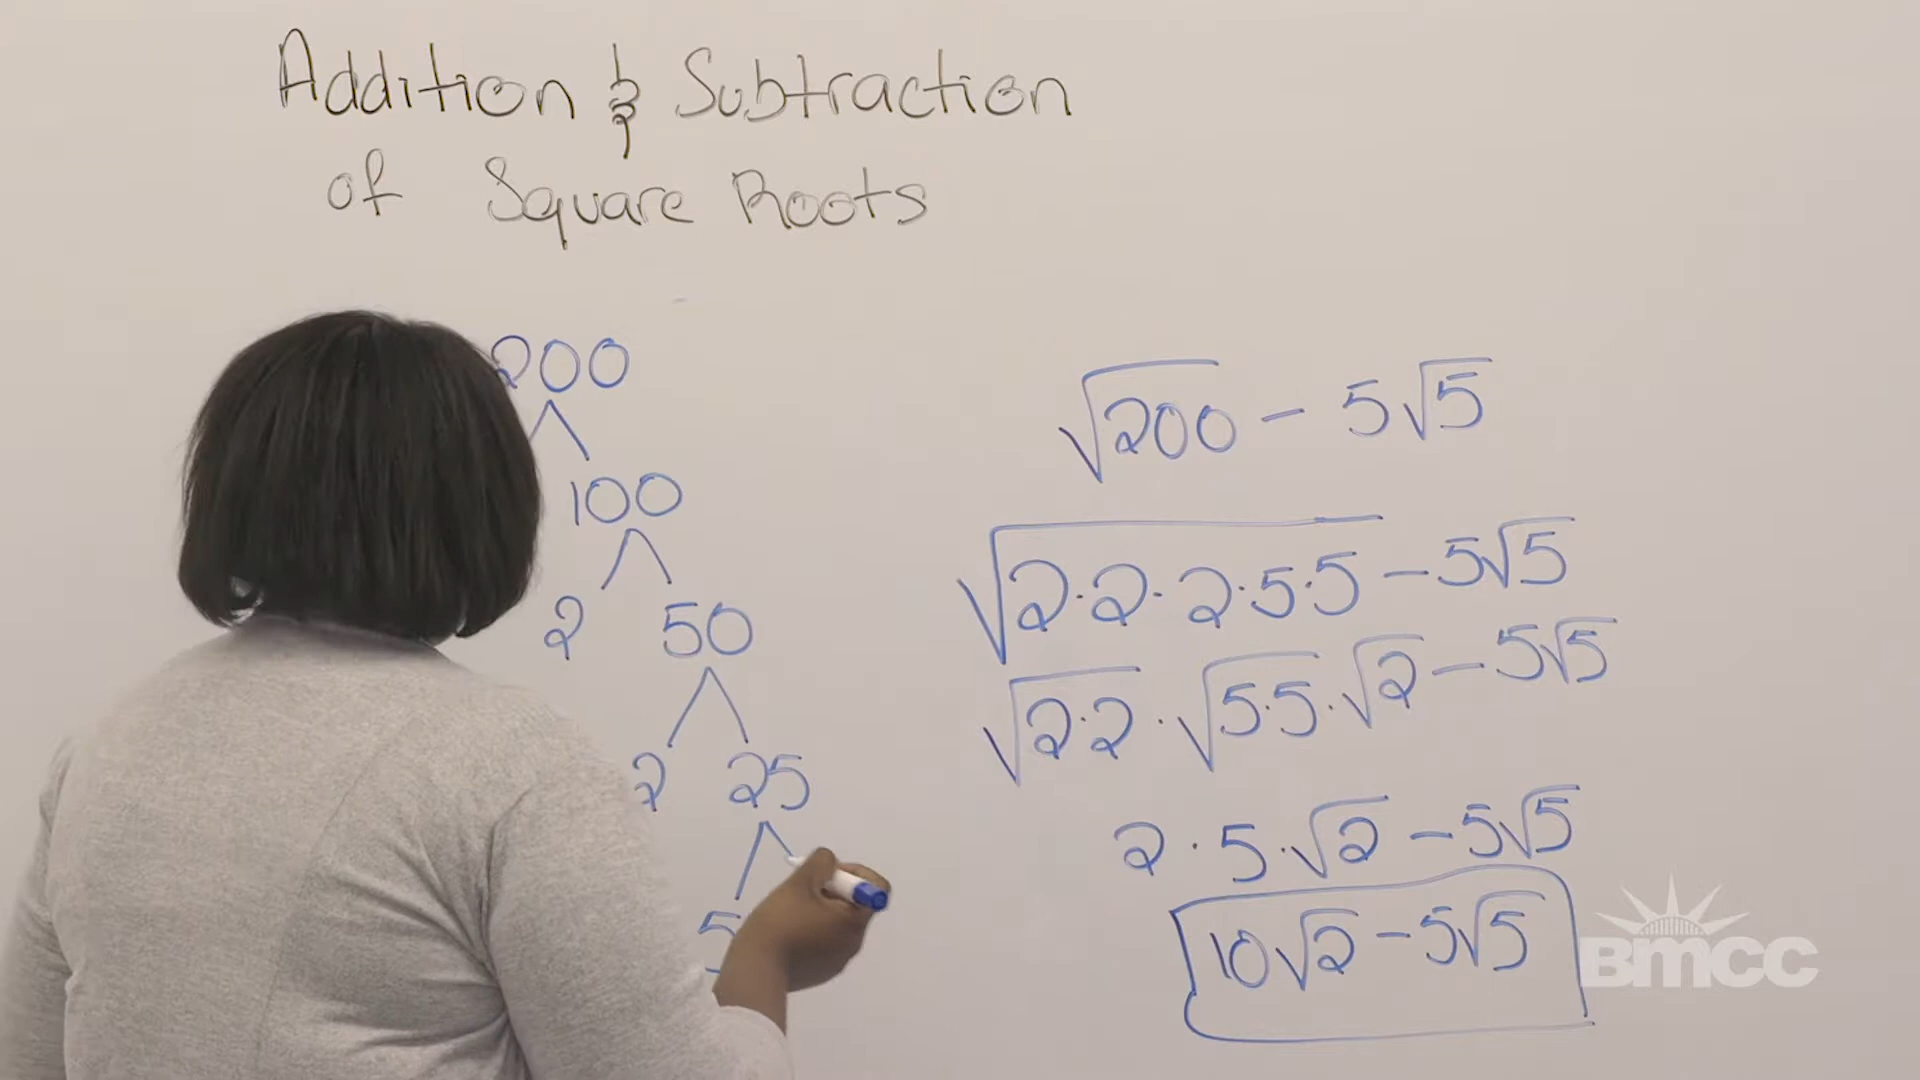 Addition & Subtraction
of Square Roots
200
100
2 50
2 25
5
√200 - 5√5
√2·2·2·5·5 - 5√5
√2·2 · √5·5 · √2 - 5√5
2 · 5 · √2 - 5√5
10√2 - 5√5
BMCC